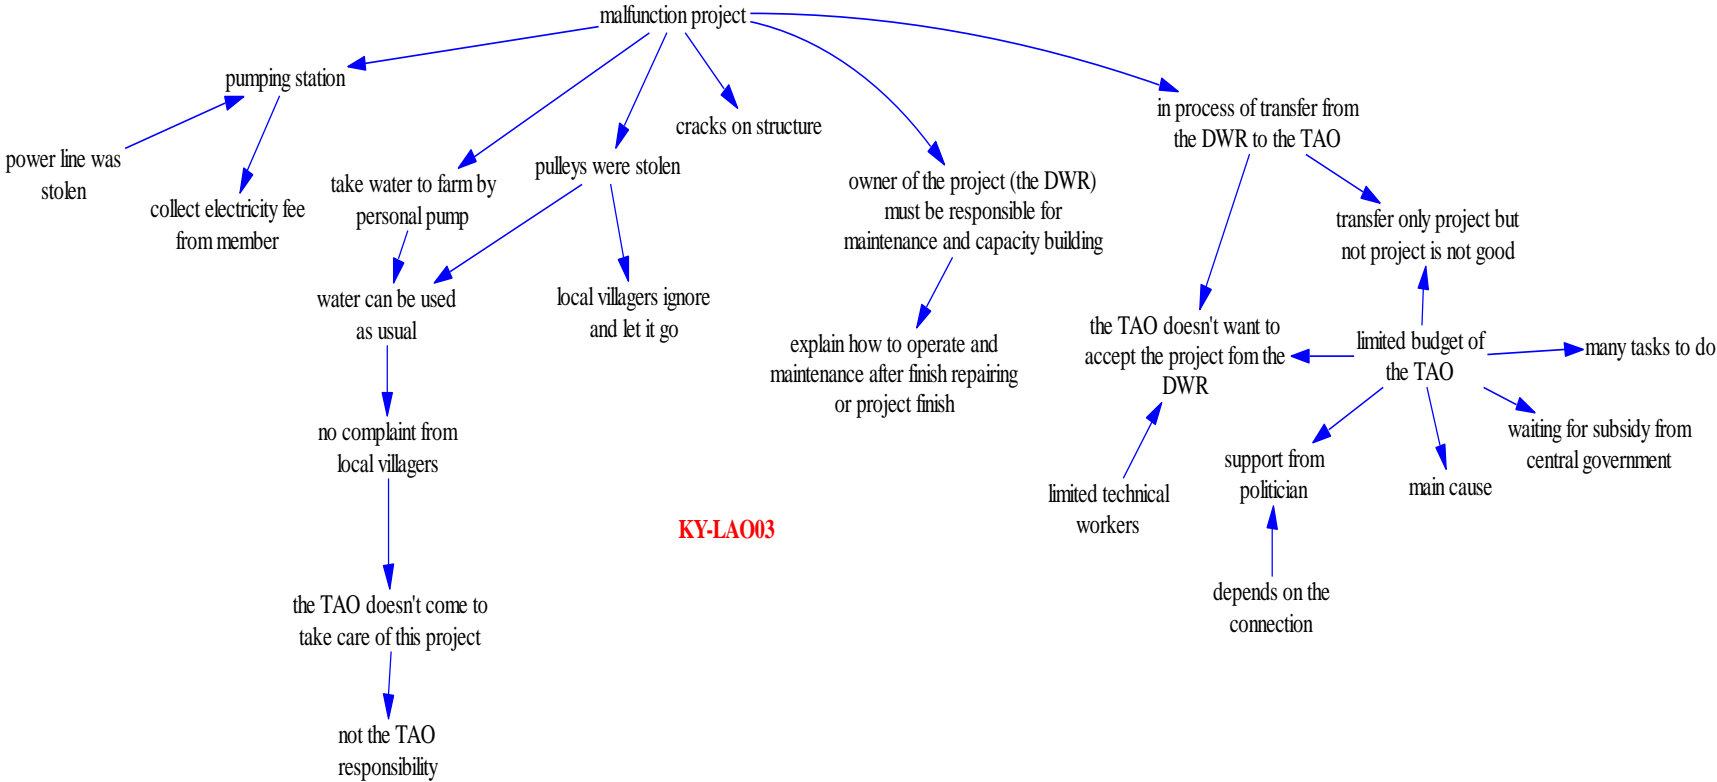 malfunction project
pumping station
power line was
stolen
collect electricity fee
from member
take water to farm by
personal pump
pulleys were stolen
cracks on structure
water can be used
as usual
local villagers ignore
and let it go
no complaint from
local villagers
the TAO doesn't come to
take care of this project
not the TAO
responsibility
owner of the project (the DWR)
must be responsible for
maintenance and capacity building
explain how to operate and
maintenance after finish repairing
or project finish
in process of transfer from
the DWR to the TAO
transfer only project but
not project is not good
the TAO doesn't want to
accept the project fom the
DWR
limited budget of
the TAO
many tasks to do
waiting for subsidy from
central government
main cause
support from
politician
depends on the
connection
limited technical
workers
KY-LAO03